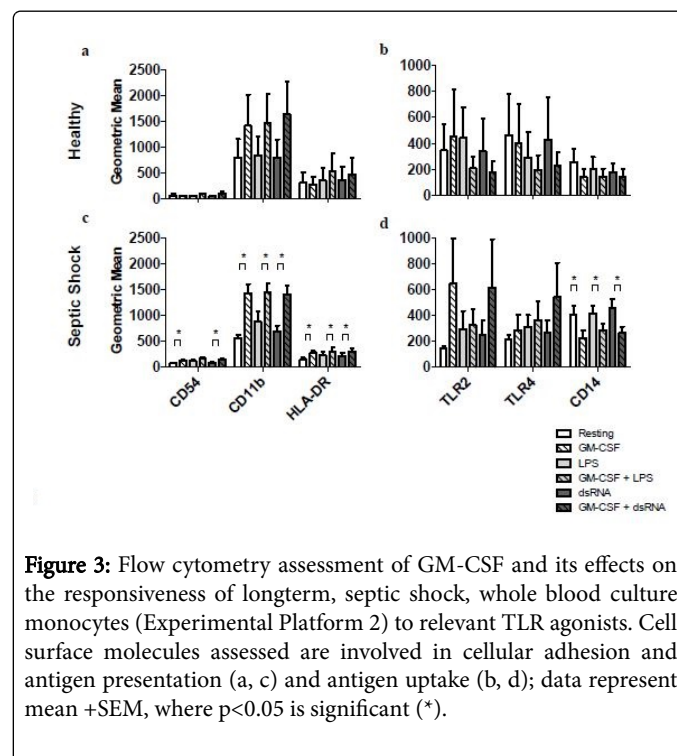 a
b
Healthy
Geometric Mean
2500
2000
1500
1000
500
0
1000
800
600
400
200
0
c
d
Septic Shock
Geometric Mean
2500
2000
1500
1000
500
0
* * * * * * * *
1000
800
600
400
200
0
* * *
CD54
CD11b
HLA-DR
TLR2
TLR4
CD14
Resting
GM-CSF
LPS
GM-CSF + LPS
dsRNA
GM-CSF + dsRNA
Figure 3: Flow cytometry assessment of GM-CSF and its effects on
the responsiveness of longterm, septic shock, whole blood culture
monocytes (Experimental Platform 2) to relevant TLR agonists. Cell
surface molecules assessed are involved in cellular adhesion and
antigen presentation (a, c) and antigen uptake (b, d); data represent
mean +SEM, where p<0.05 is significant (*).